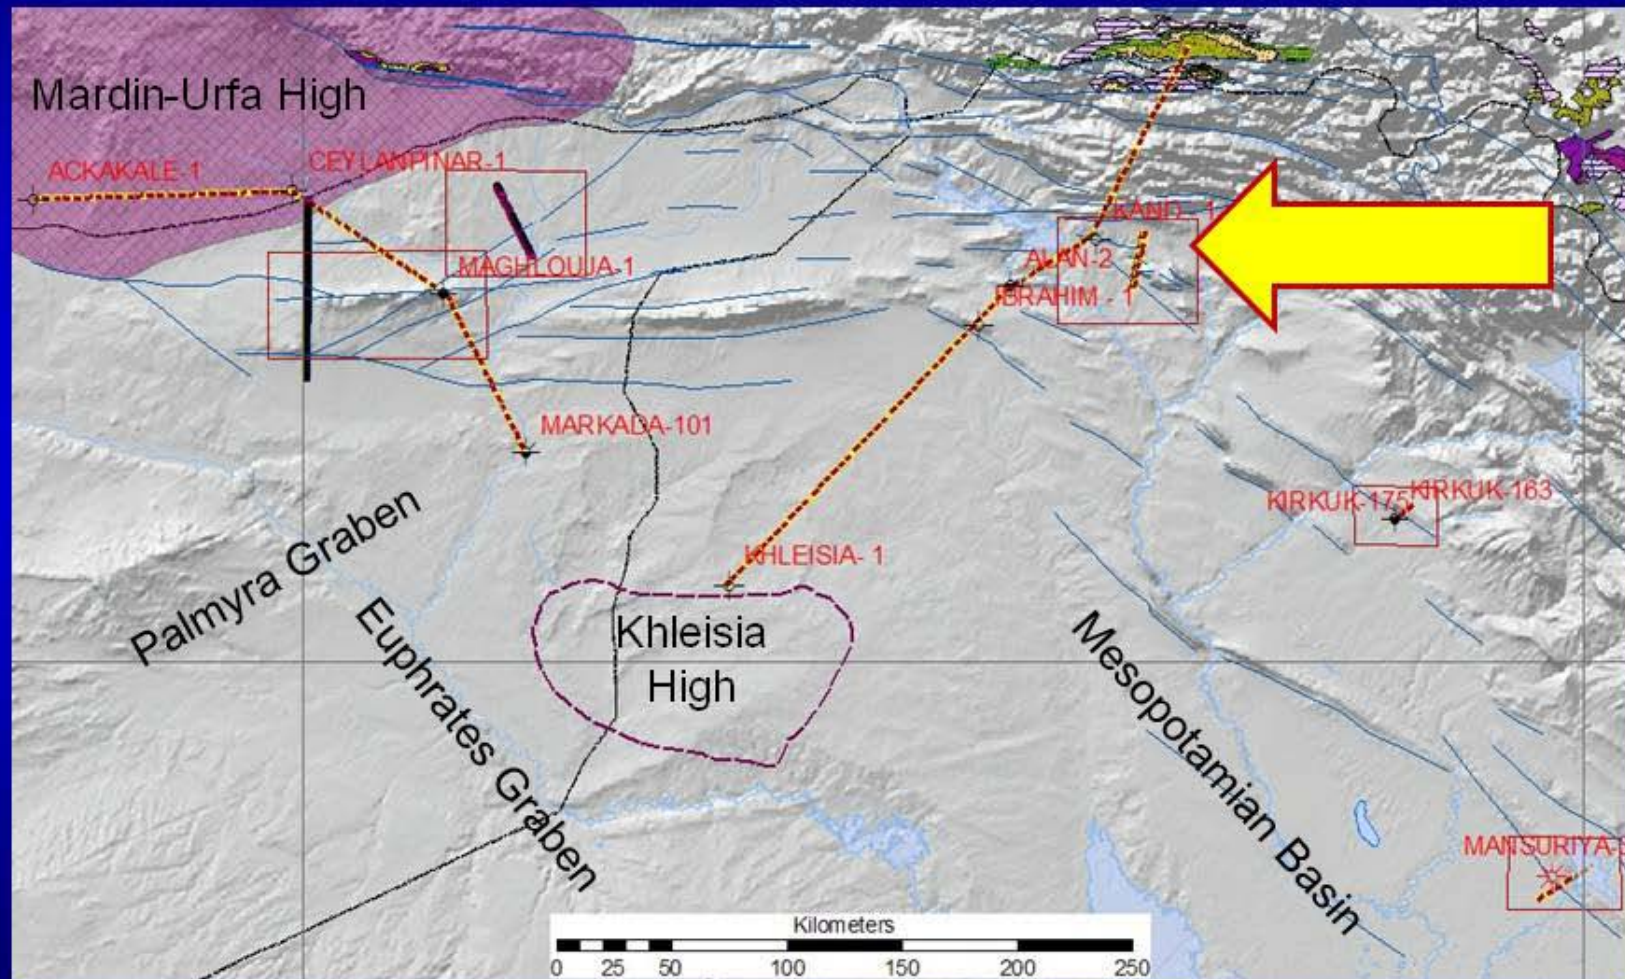 Mardin-Urfa High
ACKAKALE-1
CEYLANPINAR-1
KAND - 1
MAGHLOUJA-1
ALAN-2
IBRAHIM - 1
MARKADA-101
KIRKUK-175
KIRKUK-163
Palmyra Graben
KHLEISIA- 1
Euphrates Graben
Khleisia
High
Mesopotamian Basin
MANSURIYA-
Kilometers
0 25 50 100 150 200 250